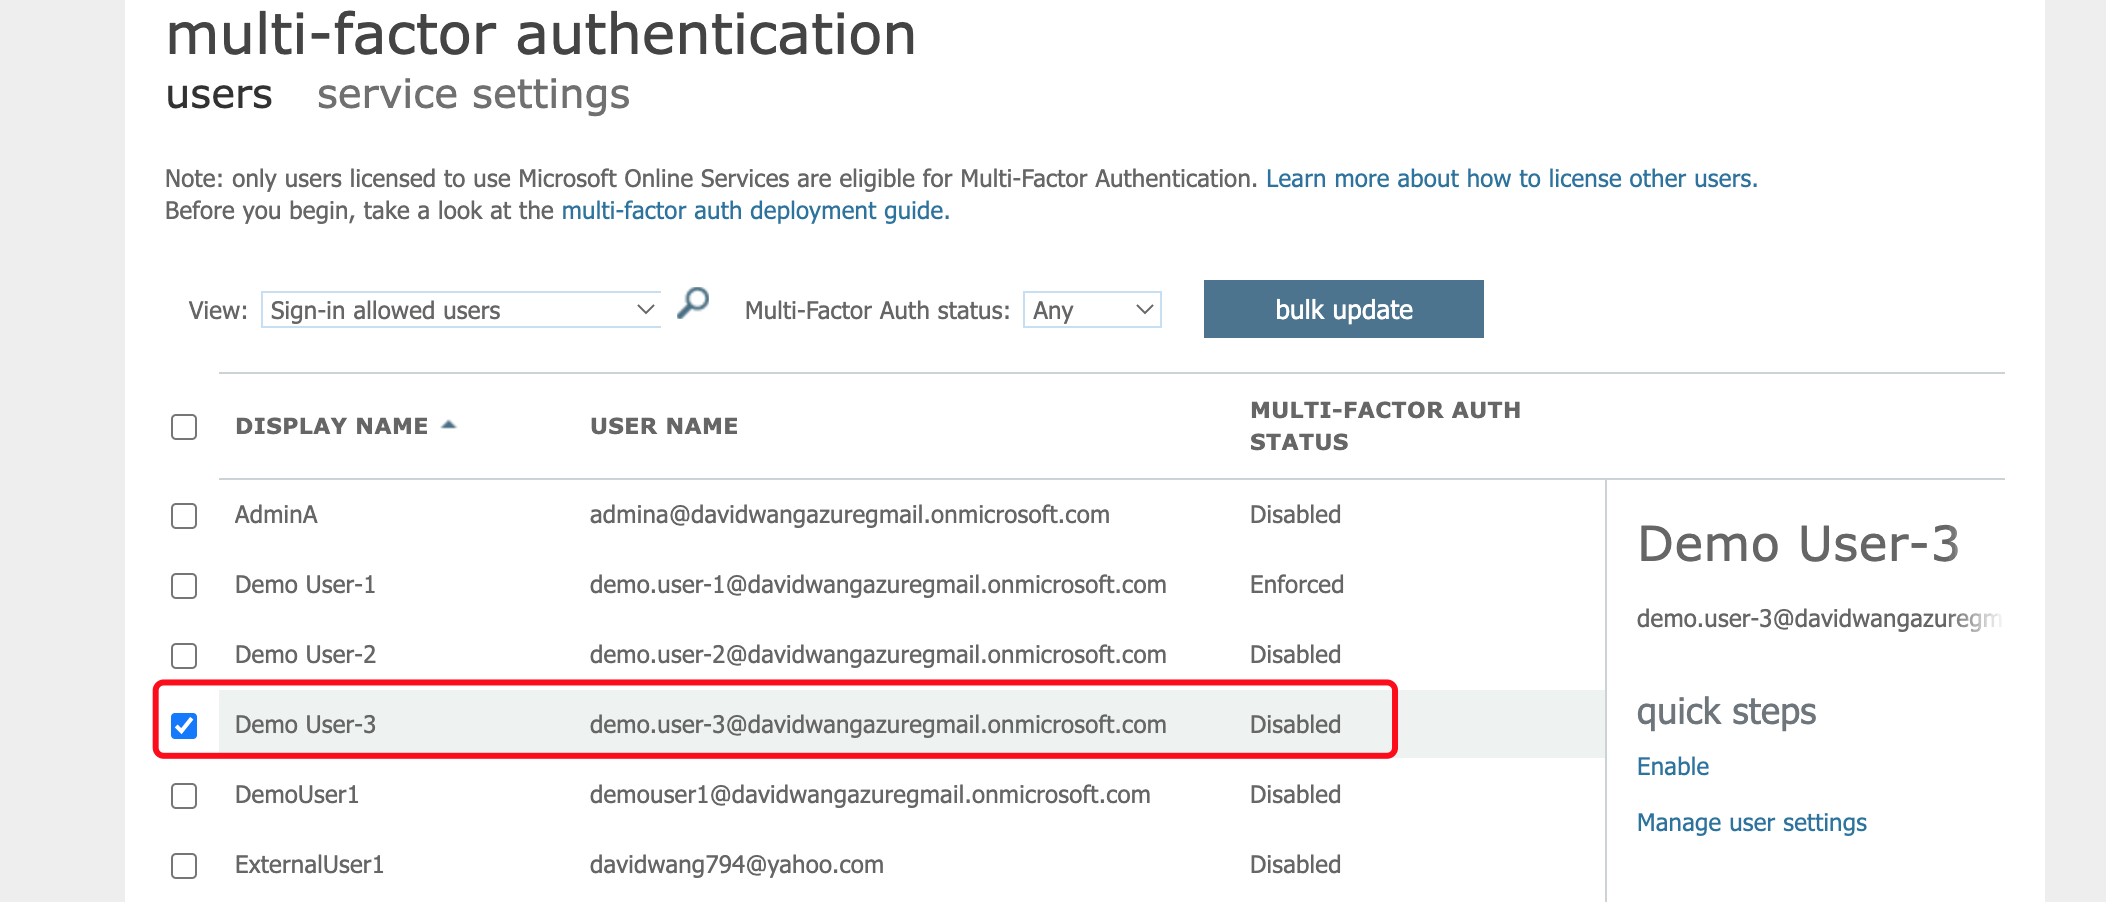 multi-factor authentication
users service settings
Note: only users licensed to use Microsoft Online Services are eligible for Multi-Factor Authentication. Learn more about how to license other users.
Before you begin, take a look at the multi-factor auth deployment guide.
View: Sign-in allowed users Multi-Factor Auth status: Any bulk update
DISPLAY NAME USER NAME MULTI-FACTOR AUTH
STATUS
AdminA admina@davidwangazuregmail.onmicrosoft.com Disabled
Demo User-1 demo.user-1@davidwangazuregmail.onmicrosoft.com Enforced
Demo User-2 demo.user-2@davidwangazuregmail.onmicrosoft.com Disabled
Demo User-3 demo.user-3@davidwangazuregmail.onmicrosoft.com Disabled
DemoUser1 demouser1@davidwangazuregmail.onmicrosoft.com Disabled
ExternalUser1 davidwang794@yahoo.com Disabled
Demo User-3
demo.user-3@davidwangazuregm
quick steps
Enable
Manage user settings